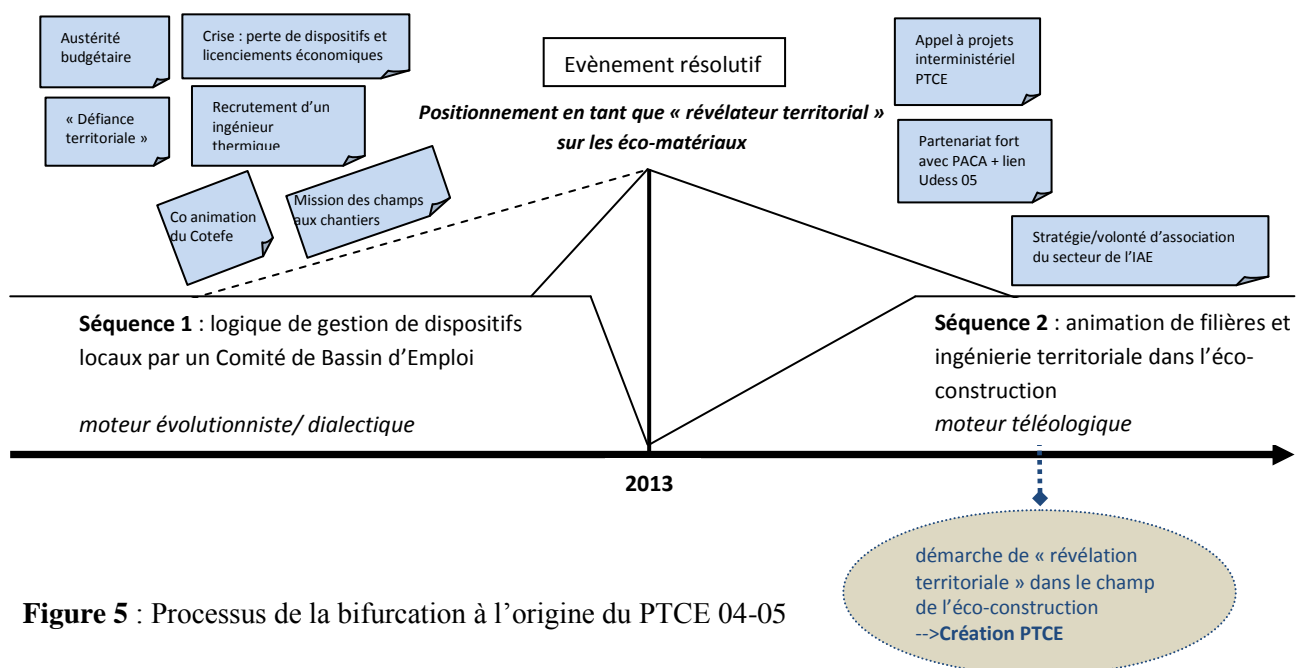 Austérité
budgétaire
Crise : perte de dispositifs et
licenciements économiques
« Défiance
territoriale »
Recrutement d’un
ingénieur
thermique
Co animation
du Cotefe
Mission des champs
aux chantiers
Evènement résolutif
Positionnement en tant que « révélateur territorial »
sur les éco-matériaux
Appel à projets
interministériel
PTCE
Partenariat fort
avec PACA + lien
Udess 05
Stratégie/volonté d’association
du secteur de l’IAE
Séquence 1 : logique de gestion de dispositifs
locaux par un Comité de Bassin d’Emploi
moteur évolutionniste/ dialectique
Séquence 2 : animation de filières et
ingénierie territoriale dans l’éco-
construction
moteur téléologique
2013
démarche de « révélation
territoriale » dans le champ
de l’éco-construction
-->Création PTCE
Figure 5 : Processus de la bifurcation à l’origine du PTCE 04-05